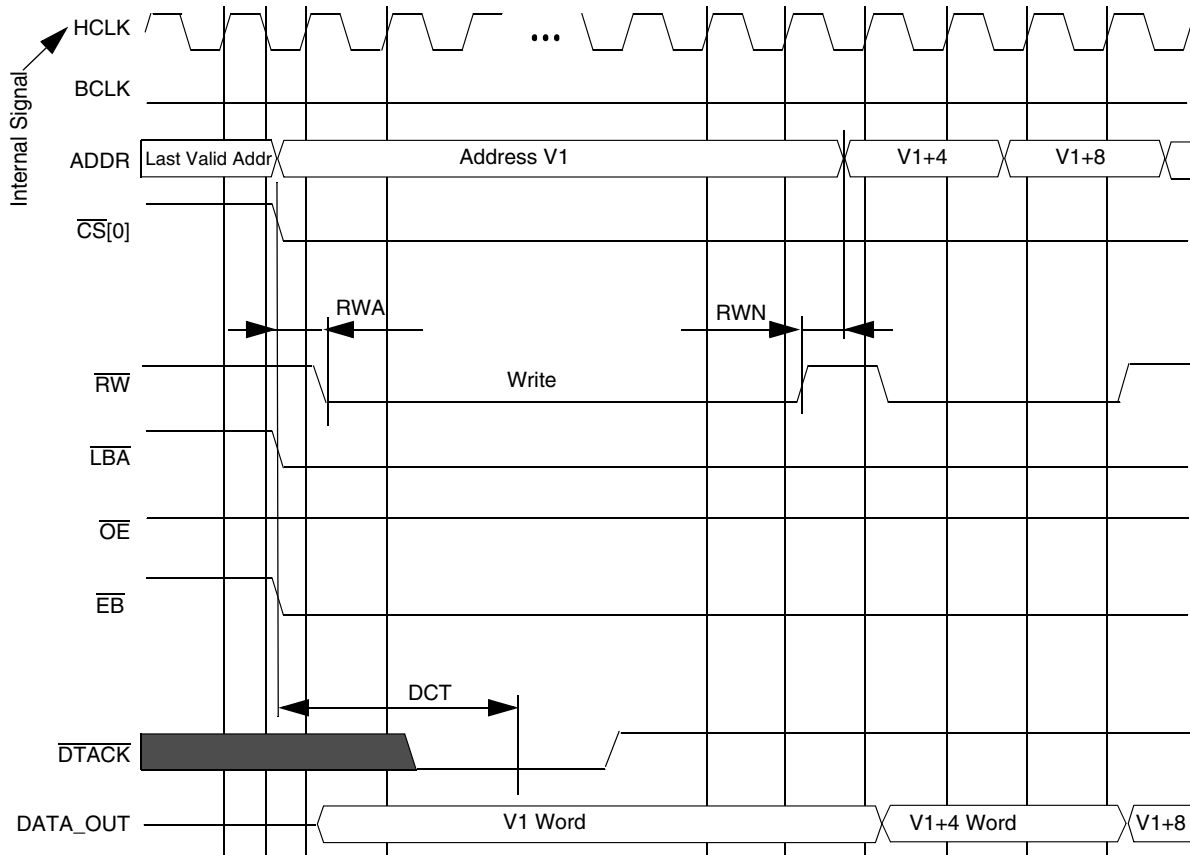 HCLK
•••
Internal Signal
BCLK
ADDR Last Valid Addr Address V1 V1+4 V1+8
CS[0]
RWA RWN
RW Write
LBA
OE
EB
DCT
DTACK
DATA_OUT V1 Word V1+4 Word V1+8